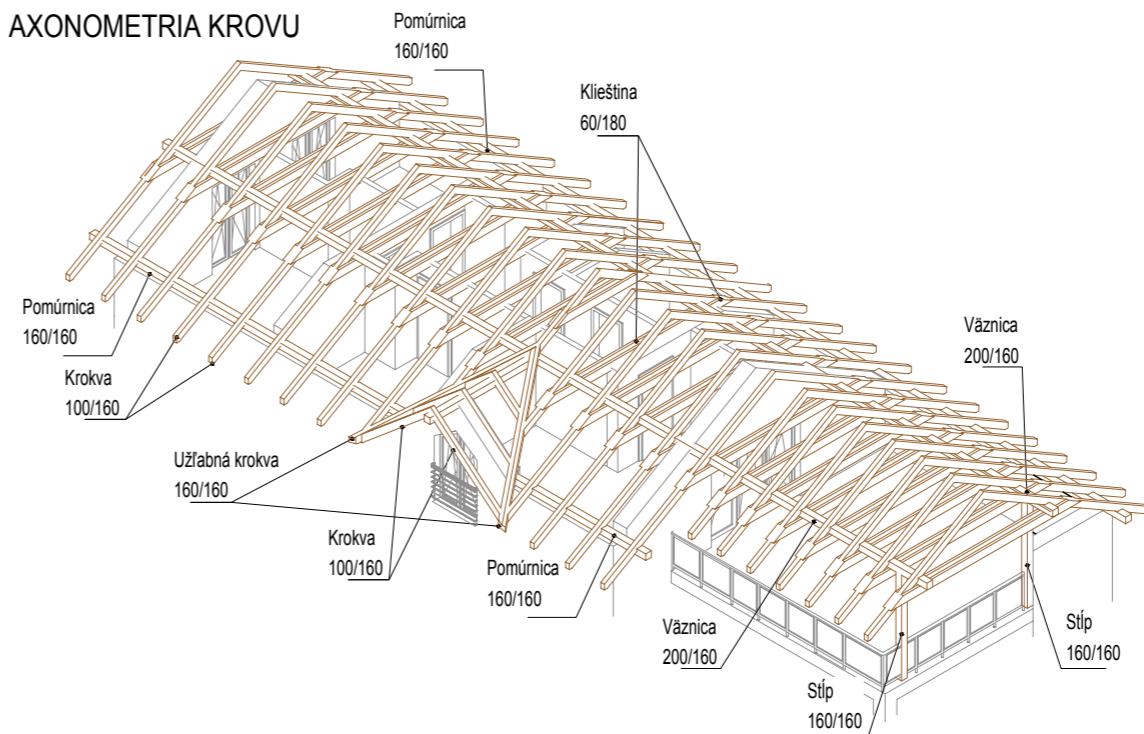 AXONOMETRIA KROVU
Pomúrnica
160/160
Klieština
60/180
Pomúrnica
160/160
Krokva
100/160
Väznica
200/160
Užľabná krokva
160/160
Krokva
100/160
Pomúrnica
160/160
Väznica
200/160
Stĺp
160/160
Stĺp
160/160